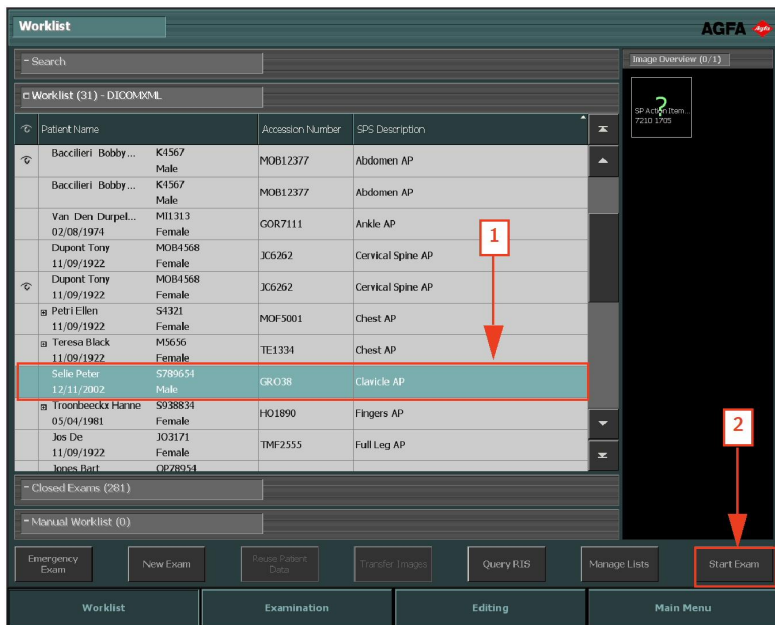 Worklist
AGFA
- Search
Worklist (31) - DICOMXML
Patient Name Accession Number SPS Description
Baccilieri Bobby... K4567 MOB12377 Abdomen AP
Male
Baccilieri Bobby... K4567 MOB12377 Abdomen AP
Male
Van Den Durpel... MI1313 GOR7111 Ankle AP
02/08/1974 Female
Dupont Tony MOB4568 JC6262 Cervical Spine AP
11/09/1922 Female
Dupont Tony MOB4568 JC6262 Cervical Spine AP
11/09/1922 Female
Petri Ellen S4321 MOF5001 Chest AP
11/09/1922 Female
Teresa Black M5656 TE1334 Chest AP
11/09/1922 Female
Selie Peter S789654 GRO38 Clavicle AP
12/11/2002 Male
Troonbeeckx Hanne S938834 HO1890 Fingers AP
05/04/1981 Female
Jos De JO3171 TMF2555 Full Leg AP
11/09/1922 Female
Jones Bart OP78954
1
2
Image Overview (0/1)
?
SP Action Item...
7210 1705
- Closed Exams (281)
- Manual Worklist (0)
Emergency Exam
New Exam
Reuse Patient Data
Transfer Images
Query RIS
Manage Lists
Start Exam
Worklist Examination Editing Main Menu